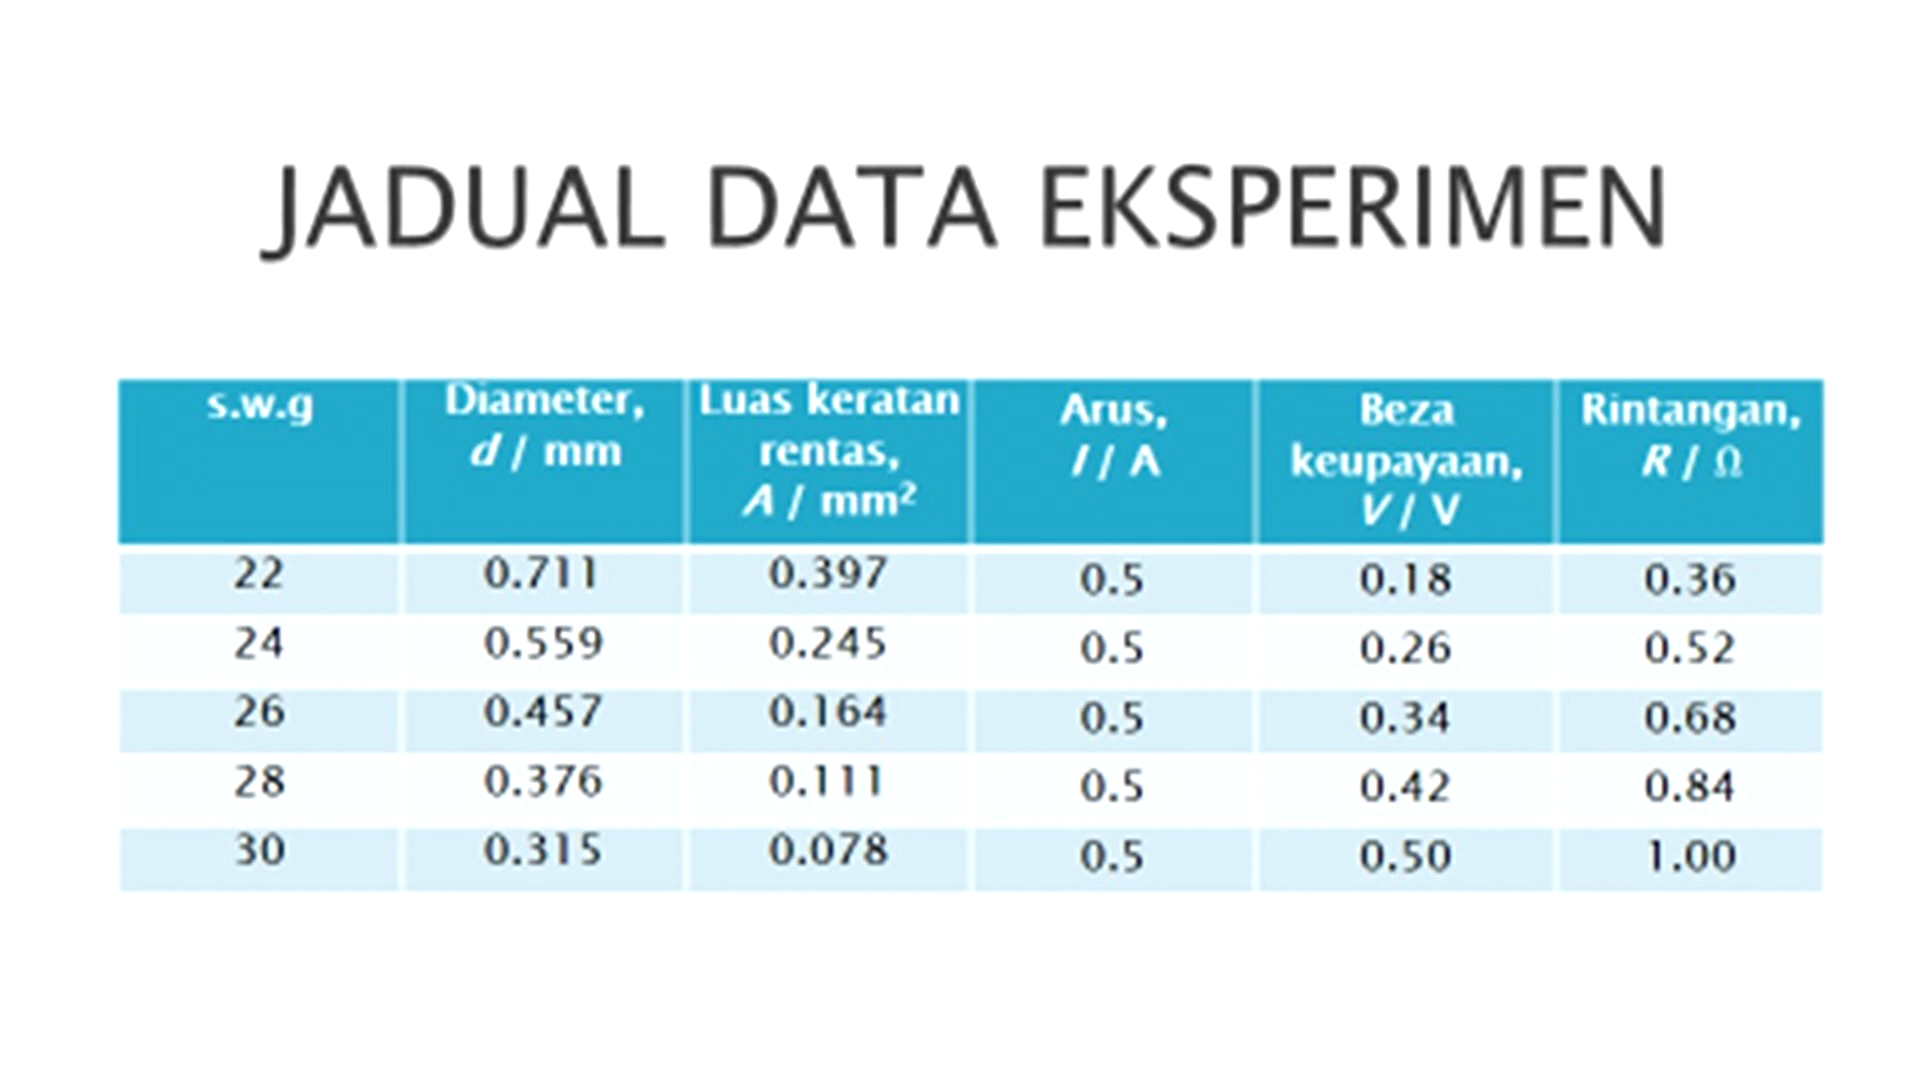 JADUAL DATA EKSPERIMEN
s.w.g Diameter, d / mm Luas keratan rentas, A / mm² Arus, I / A Beza keupayaan, V / V Rintangan, R / Ω
22 0.711 0.397 0.5 0.18 0.36
24 0.559 0.245 0.5 0.26 0.52
26 0.457 0.164 0.5 0.34 0.68
28 0.376 0.111 0.5 0.42 0.84
30 0.315 0.078 0.5 0.50 1.00